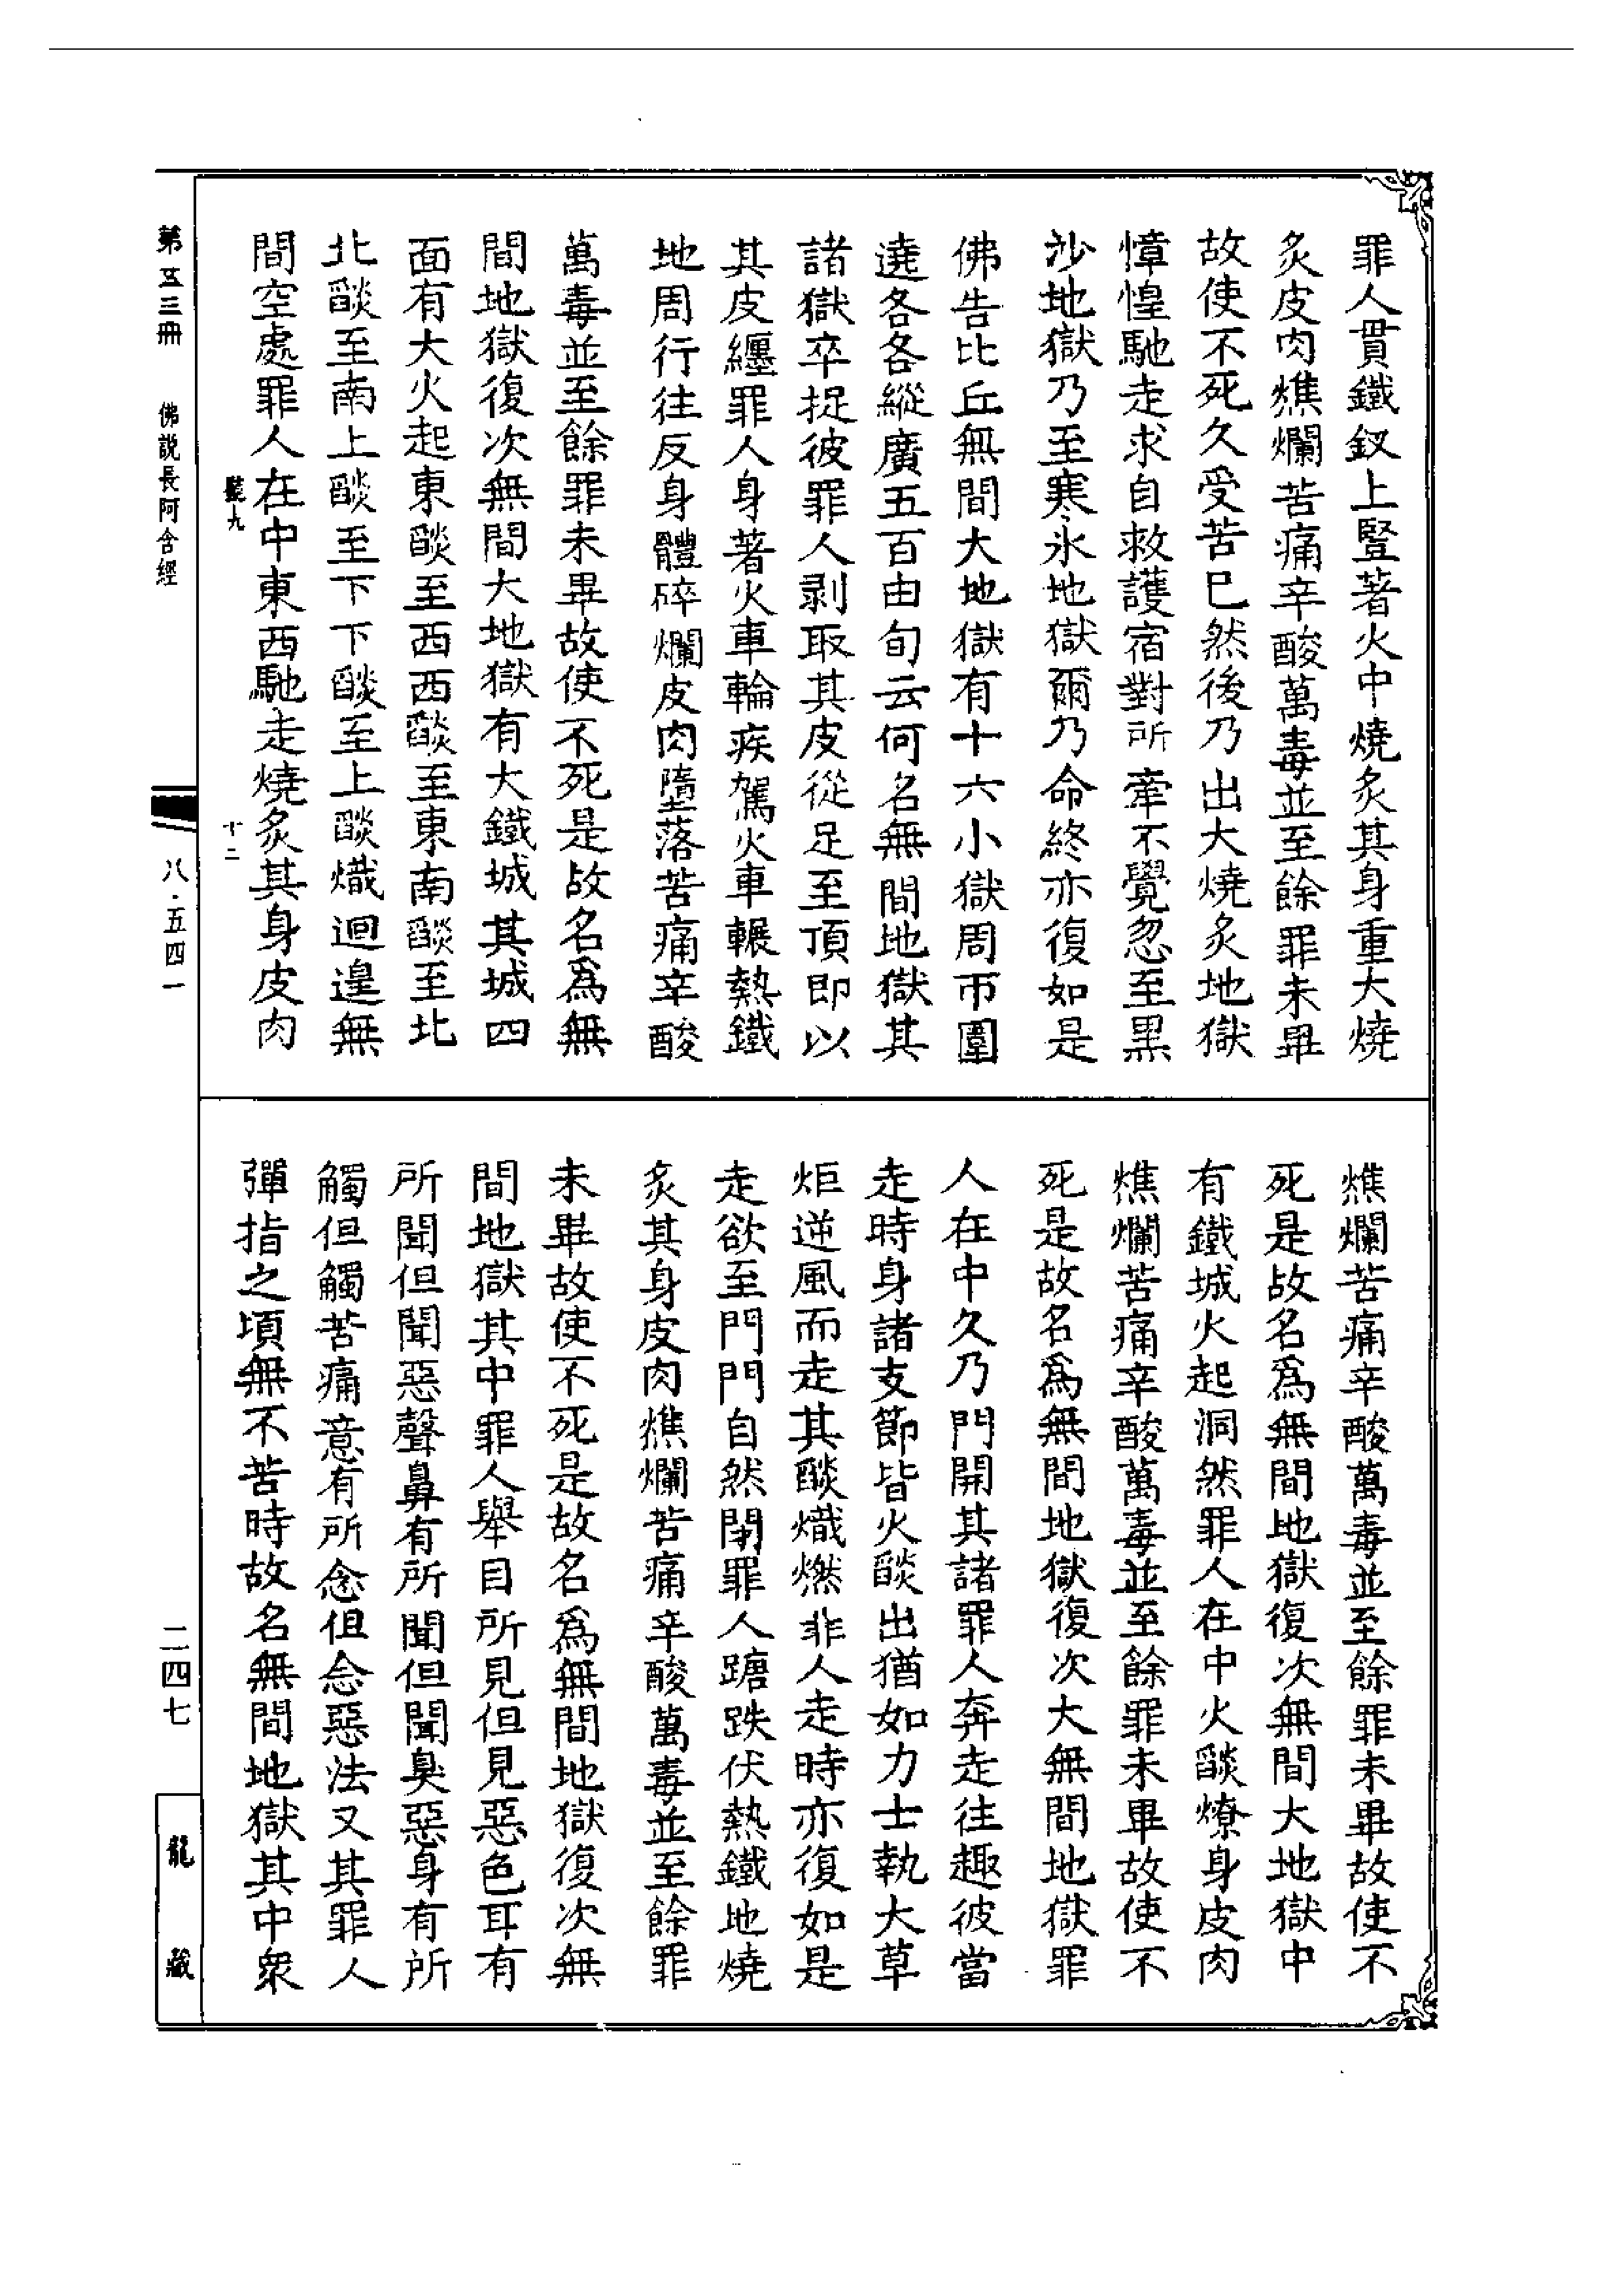 罪人貫鐵釵上豎著火中燒炙其身重大燒
炙皮肉燋爛苦痛辛酸萬毒並至餘罪未畢
故使不死久受苦已然後乃出大燒炙地獄
慞惶馳走求自救護宿對所牽不覺忽至黑
沙地獄乃至寒氷地獄爾乃命終亦復如是
佛告比丘無間大地獄有十六小獄周帀圍
遶各各縱廣五百由旬云何名無間地獄其
諸獄卒捉彼罪人剥取其皮從足至頂即以
其皮纏罪人身著火車輪疾駕火車輾熱鐵
地周行往反身體碎爛皮肉墮落苦痛辛酸
萬毒並至餘罪未畢故使不死是故名爲無
間地獄復次無間大地獄有大鐵城其城四
面有大火起東燄至西西燄至東南燄至北
北燄至南上燄至下下燄至上燄熾迴遑無
間空處罪人在中東西馳走燒炙其身皮肉
燋爛苦痛辛酸萬毒並至餘罪未畢故使不
死是故名爲無間地獄復次無間大地獄中
有鐵城火起洞然罪人在中火燄燎身皮肉
燋爛苦痛辛酸萬毒並至餘罪未畢故使不
死是故名爲無間地獄復次大無間地獄罪
人在中久乃門開其諸罪人奔走往趣彼當
走時身諸支節皆火燄出猶如力士執大草
炬逆風而走其燄熾燃非人走時亦復如是
走欲至門門自然閉罪人踉跌伏熱鐵地燒
炙其身皮肉燋爛苦痛辛酸萬毒並至餘罪
未畢故使不死是故名爲無間地獄復次無
間地獄其中罪人舉目所見但見惡色耳有
所聞但聞惡聲鼻有所聞但聞臭惡身有所
觸但觸苦痛意有所念但念惡法又其罪人
彈指之頃無不苦時故名無間地獄其中衆
九
十二
第五三冊
佛説長阿含經
八·五四一
二四七
龍藏